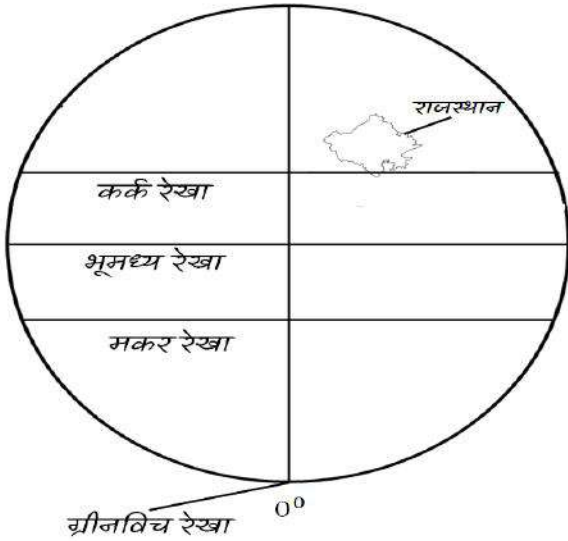 राजस्थान
कर्क रेखा
भूमध्य रेखा
मकर रेखा
0⁰
ग्रीनविच रेखा